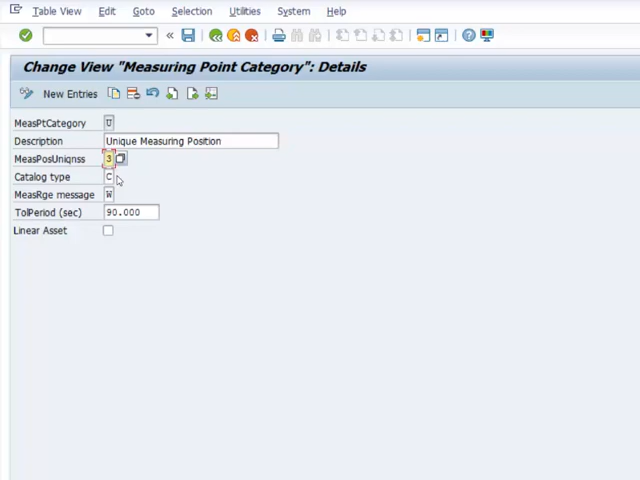 Table View Edit Goto Selection Utilities System Help
«
Change View "Measuring Point Category": Details
New Entries
MeasPtCategory U
Description Unique Measuring Position
MeasPosUniqnss 3
Catalog type C
MeasRge message W
TolPeriod (sec) 90.000
Linear Asset